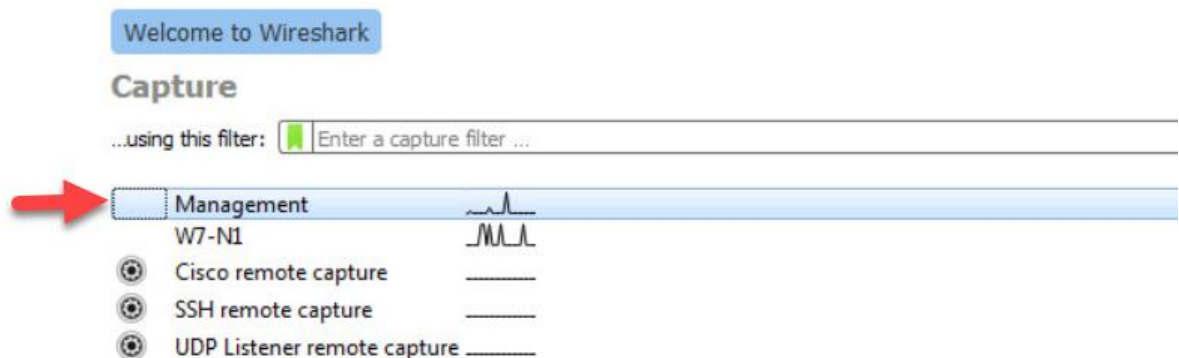 Welcome to Wireshark
Capture
...using this filter: Enter a capture filter ...
Management
W7-N1
Cisco remote capture
SSH remote capture
UDP Listener remote capture